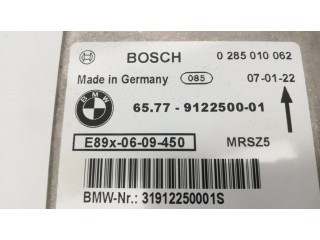 BOSCH 0 285 010 062
Made in Germany 085 07-01-22
BMW 65.77 - 9122500-01
E89x-06-09-450 MRSZ5
BMW-Nr.: 31912250001S